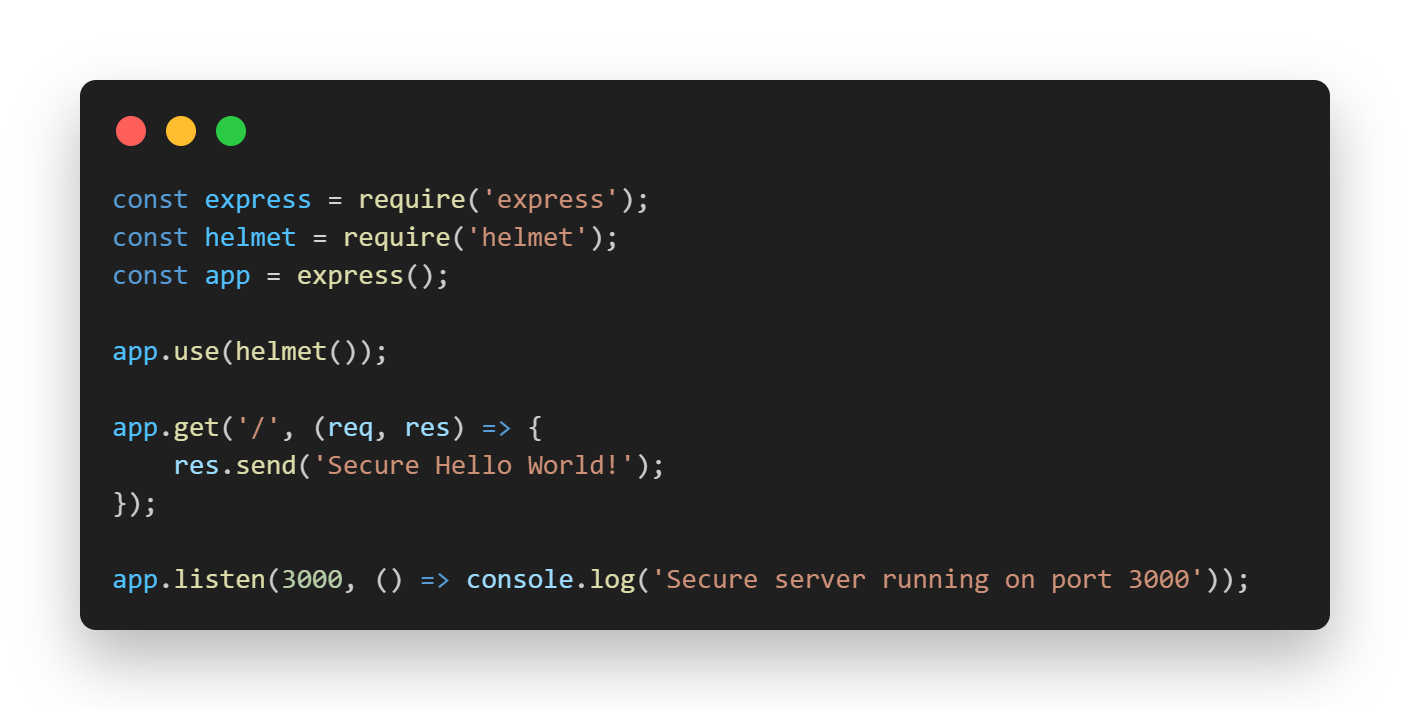 const express = require('express');
const helmet = require('helmet');
const app = express();

app.use(helmet());

app.get('/', (req, res) => {
    res.send('Secure Hello World!');
});

app.listen(3000, () => console.log('Secure server running on port 3000'));